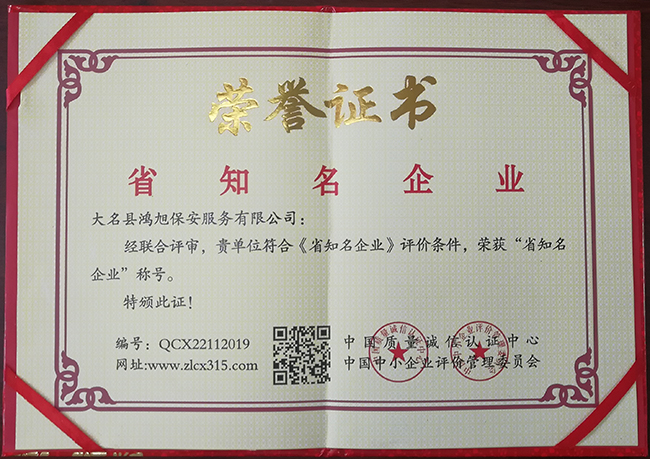 荣誉证书
省知名企业
大名县鸿旭保安服务有限公司：
经联合评审，贵单位符合《省知名企业》评价条件，荣获“省知名
企业”称号。
特颁此证！
编号：QCX22112019
网址:www.zlcx315.com
中国质量诚信认证中心
中国中小企业评价管理委员会